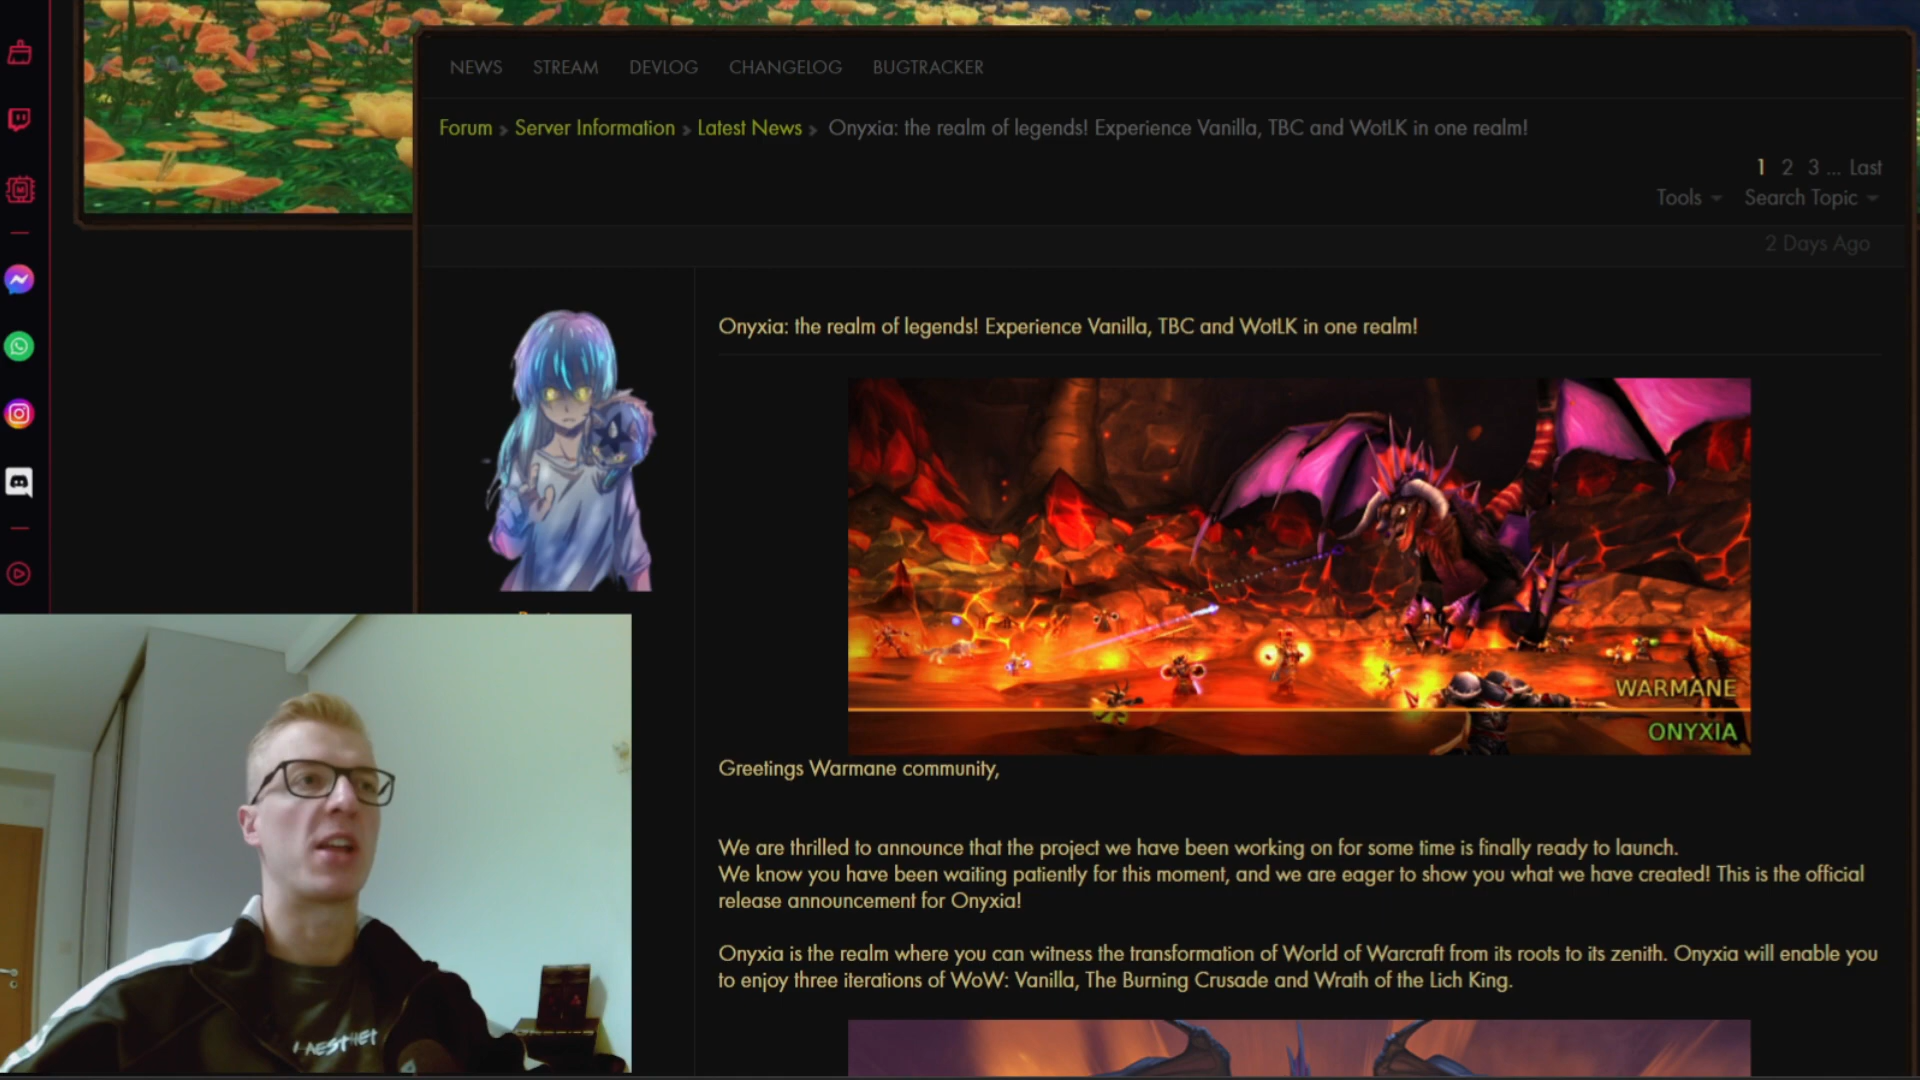 NEWS STREAM DEVLOG CHANGELOG BUGTRACKER
Forum » Server Information » Latest News » Onyxia: the realm of legends! Experience Vanilla, TBC and WotLK in one realm!
1 2 3 ... Last
Tools Search Topic
2 Days Ago
Onyxia: the realm of legends! Experience Vanilla, TBC and WotLK in one realm!
WARMANE
ONYXIA
Greetings Warmane community,
We are thrilled to announce that the project we have been working on for some time is finally ready to launch.
We know you have been waiting patiently for this moment, and we are eager to show you what we have created! This is the official
release announcement for Onyxia!
Onyxia is the realm where you can witness the transformation of World of Warcraft from its roots to its zenith. Onyxia will enable you
to enjoy three iterations of WoW: Vanilla, The Burning Crusade and Wrath of the Lich King.